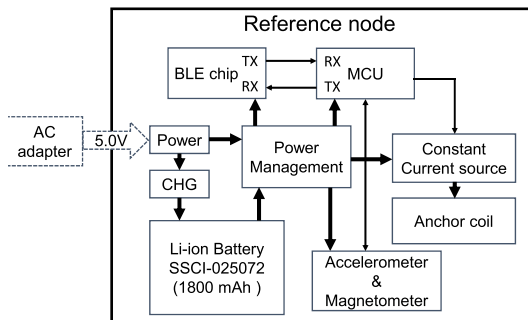 Reference node
BLE chip
TX
RX
RX
TX
MCU
AC
adapter
5.0V
Power
CHG
Power
Management
Constant
Current source
Anchor coil
Li-ion Battery
SSCI-025072
(1800 mAh )
Accelerometer
&
Magnetometer